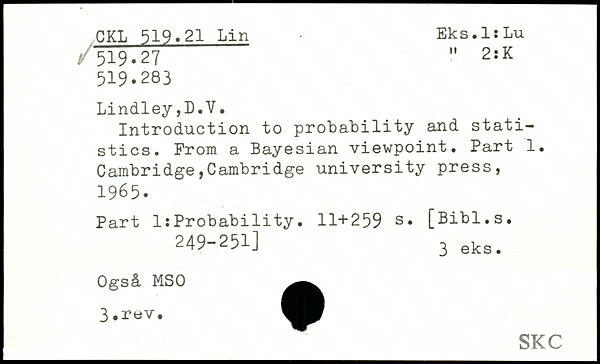 CKL 519.21 Lin
Eks.1:Lu
519.27
" 2:K
519.283
Lindley,D.V.
Introduction to probability and stati-
stics. From a Bayesian viewpoint. Part 1.
Cambridge,Cambridge university press,
1965.
Part 1:Probability. 11+259 s. [Bibl.s.
249-251]
3 eks.
Også MSO
3.rev.
SKC